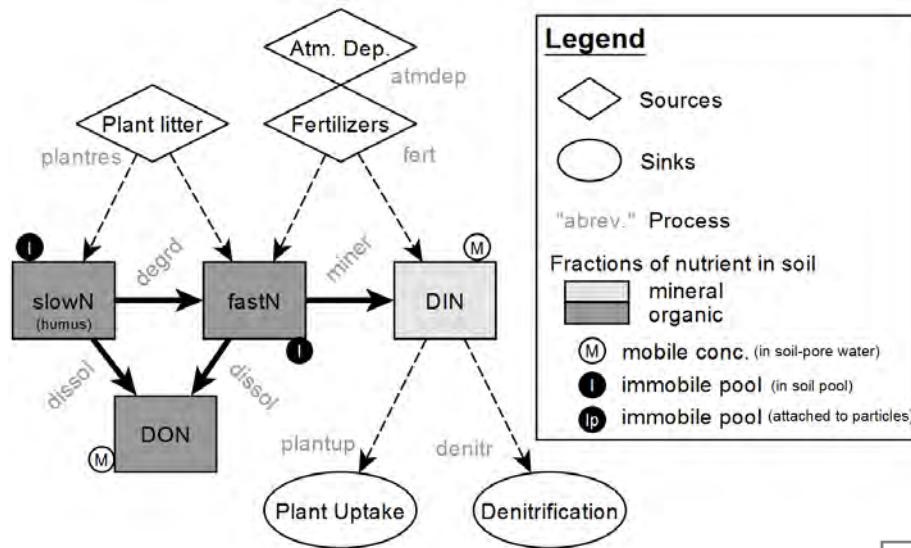 Atm. Dep.
atmdep
Plant litter
Fertilizers
plantres
fert
I
M
degrd
miner
slowN
(humus)
fastN
DIN
I
dissol
dissol
DON
M
plantup
denitr
Plant Uptake
Denitrification
Legend
Sources
Sinks
"abrev." Process
Fractions of nutrient in soil
mineral
organic
M mobile conc. (in soil-pore water)
I immobile pool (in soil pool)
Ip immobile pool (attached to particles)